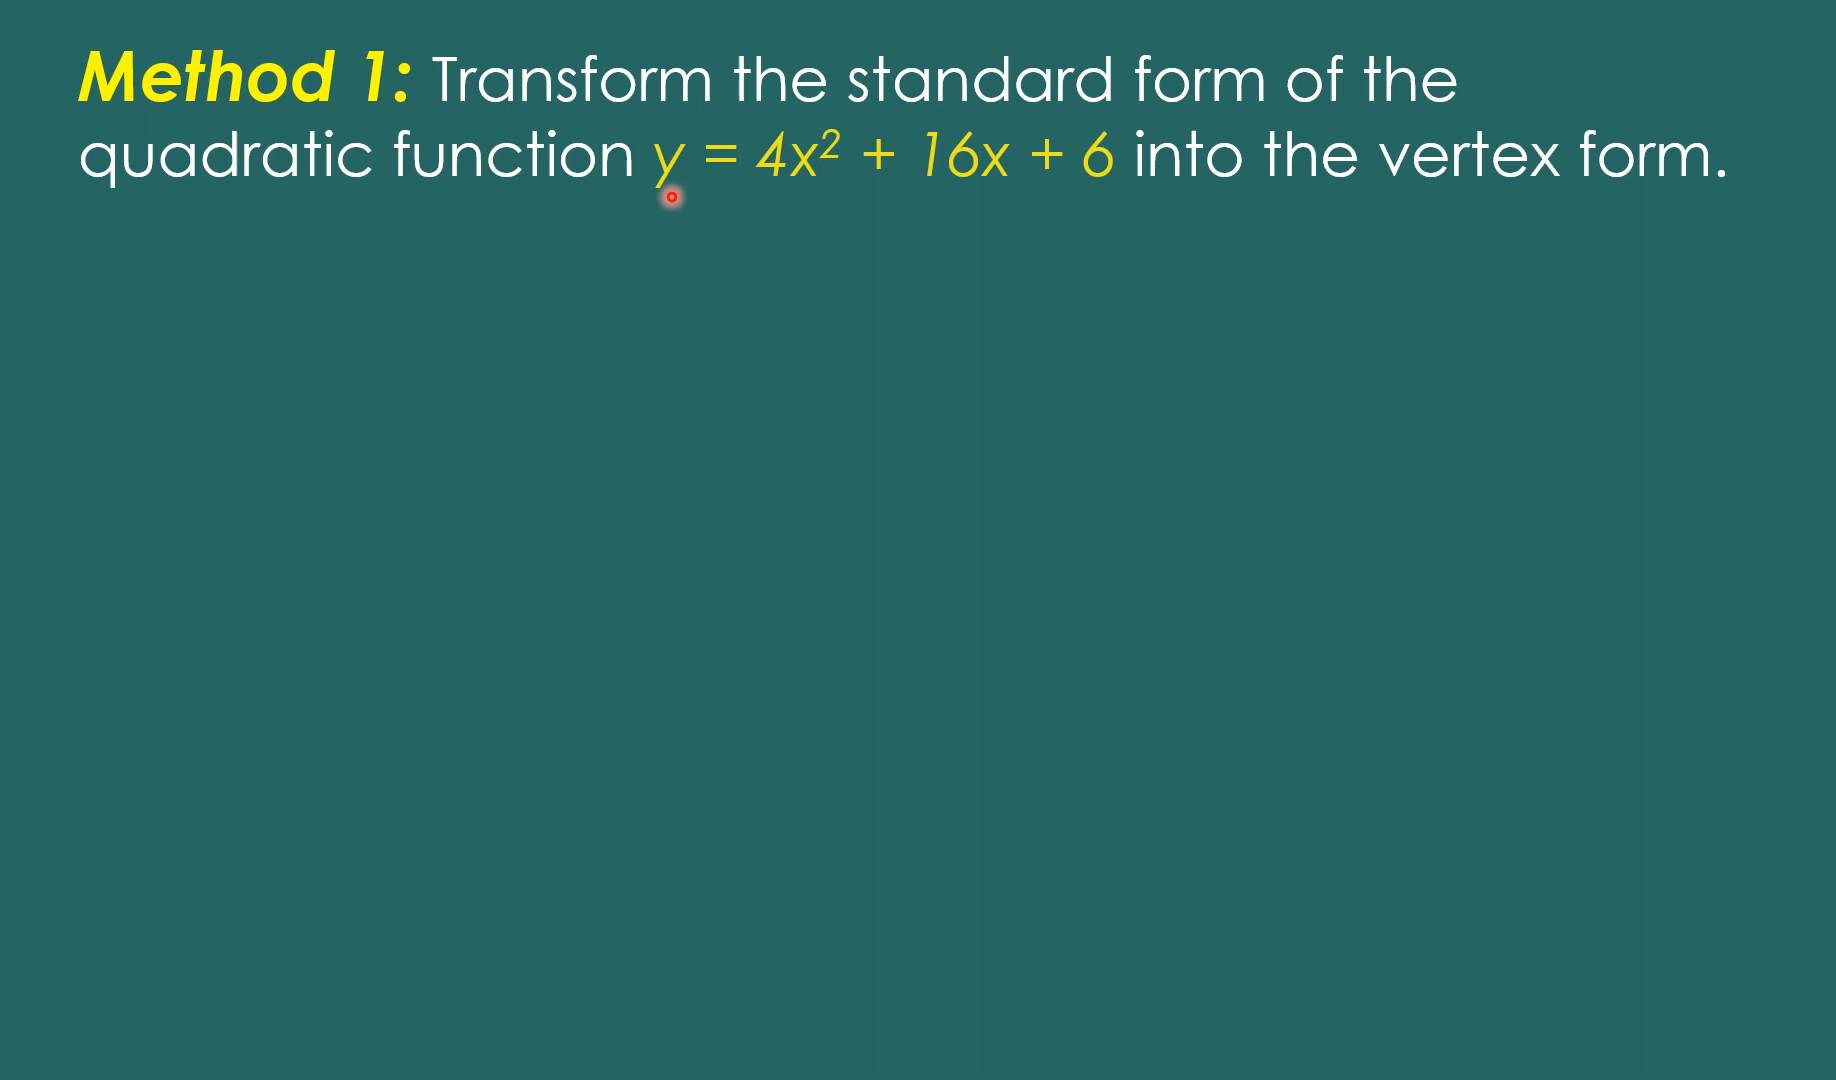 Method 1: Transform the standard form of the
quadratic function y = 4x² + 16x + 6 into the vertex form.